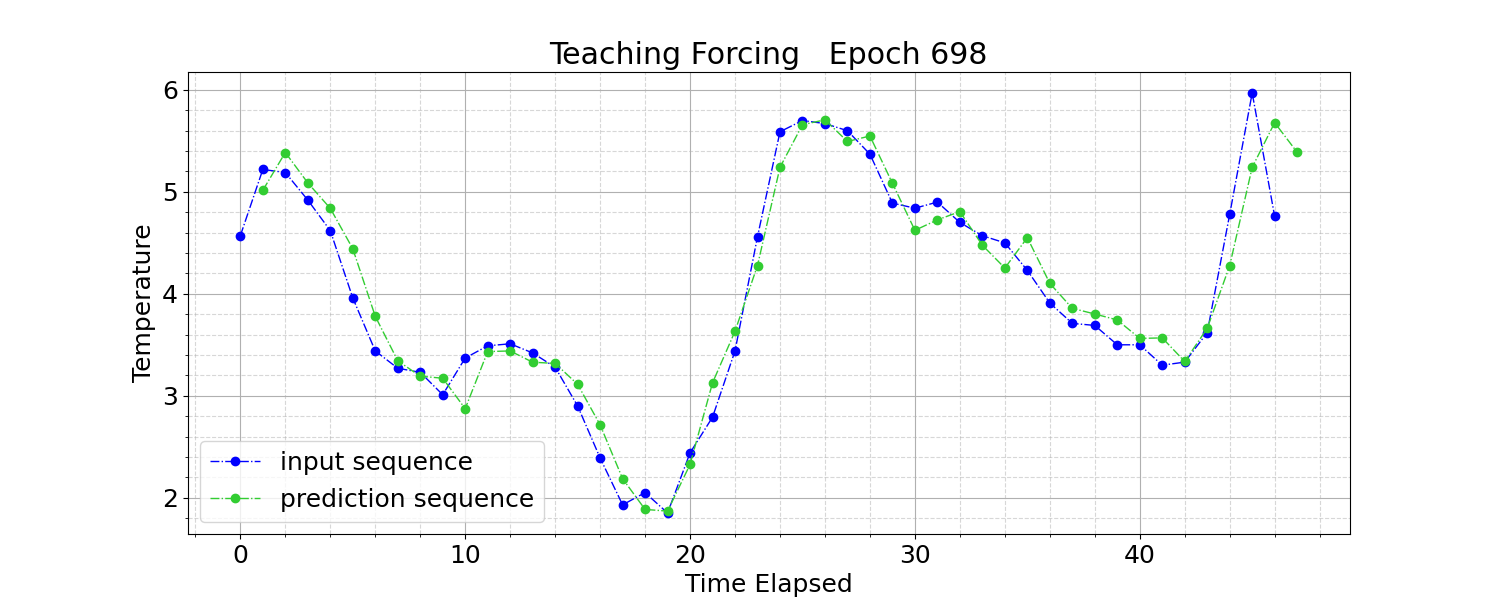 Teaching Forcing   Epoch 698
6
5
4
3
2
Temperature
input sequence
prediction sequence
0 10 20 30 40
Time Elapsed